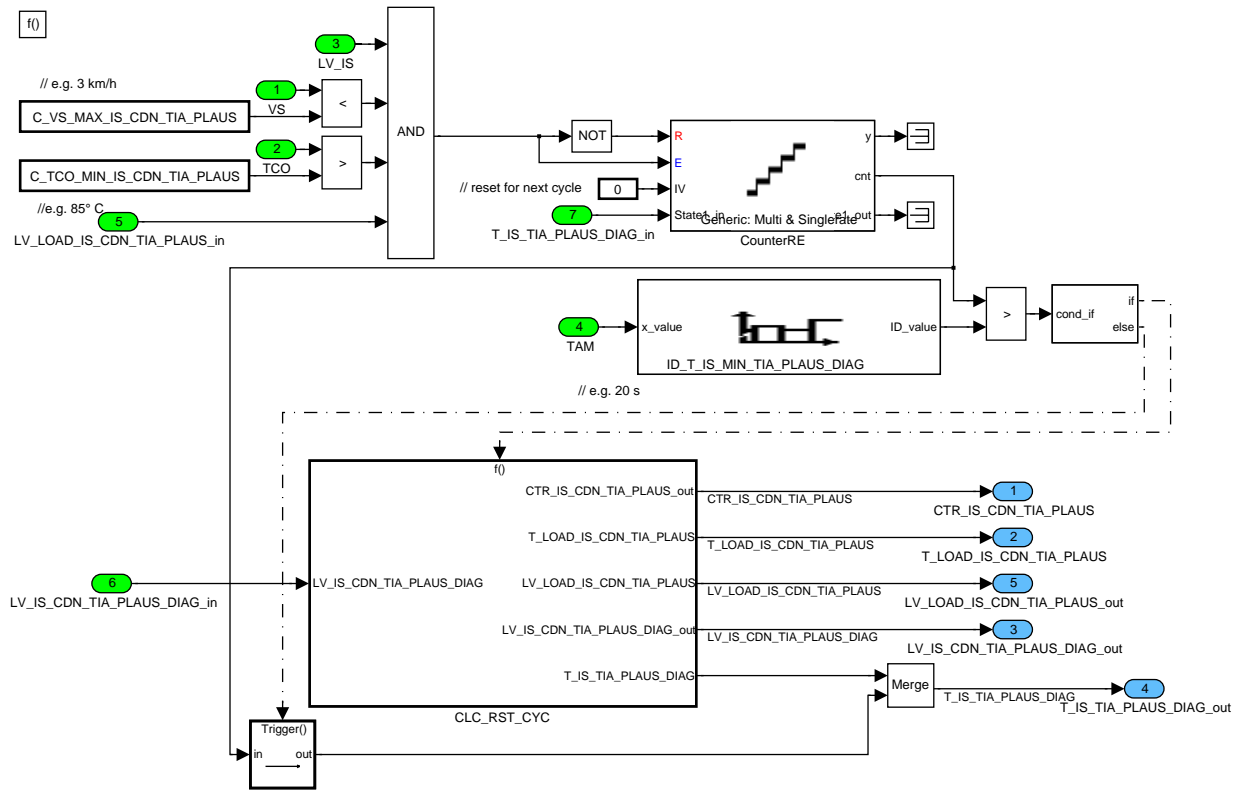 f()
3
LV_IS
// e.g. 3 km/h
1
VS
C_VS_MAX_IS_CDN_TIA_PLAUS
<
AND
2
TCO
C_TCO_MIN_IS_CDN_TIA_PLAUS
>
//e.g. 85° C
5
LV_LOAD_IS_CDN_TIA_PLAUS_in
NOT
R
E
IV
State1_in
y
cnt
e1_out
Generic: Multi & Singlerate
CounterRE
// reset for next cycle
0
7
T_IS_TIA_PLAUS_DIAG_in
4
TAM
x_value
ID_value
ID_T_IS_MIN_TIA_PLAUS_DIAG
// e.g. 20 s
>
cond_if
if
else
f()
6
LV_IS_CDN_TIA_PLAUS_DIAG_in
LV_IS_CDN_TIA_PLAUS_DIAG
CTR_IS_CDN_TIA_PLAUS_out
T_LOAD_IS_CDN_TIA_PLAUS
LV_LOAD_IS_CDN_TIA_PLAUS
LV_IS_CDN_TIA_PLAUS_DIAG_out
T_IS_TIA_PLAUS_DIAG
CLC_RST_CYC
CTR_IS_CDN_TIA_PLAUS
1
CTR_IS_CDN_TIA_PLAUS
T_LOAD_IS_CDN_TIA_PLAUS
2
T_LOAD_IS_CDN_TIA_PLAUS
LV_LOAD_IS_CDN_TIA_PLAUS
5
LV_LOAD_IS_CDN_TIA_PLAUS_out
LV_IS_CDN_TIA_PLAUS_DIAG
3
LV_IS_CDN_TIA_PLAUS_DIAG_out
Merge
T_IS_TIA_PLAUS_DIAG
4
T_IS_TIA_PLAUS_DIAG_out
Trigger()
in
out